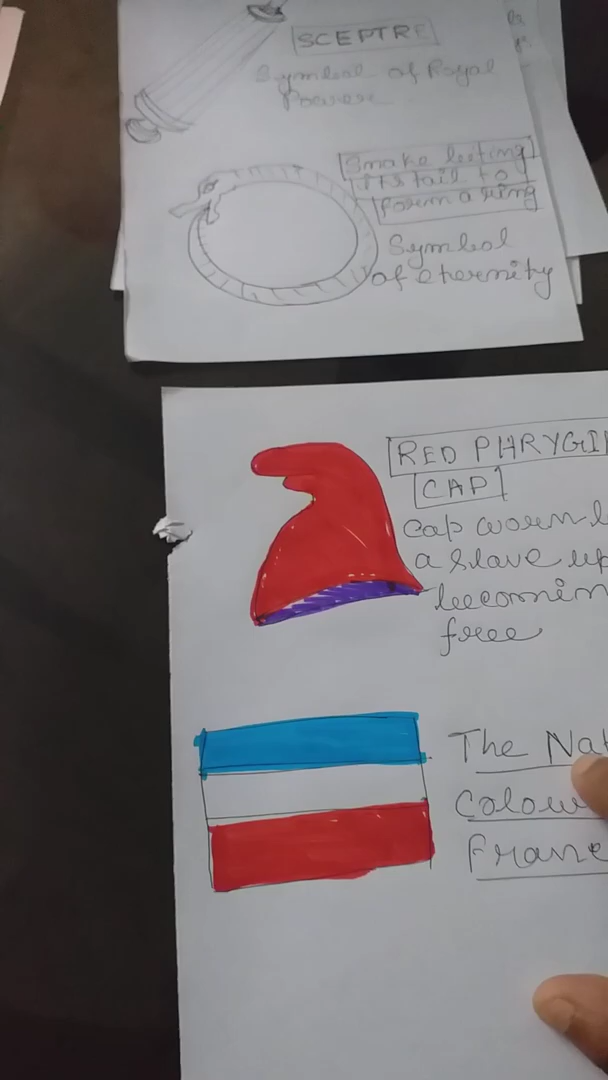 SCEPTRE
Symbol of Royal
Power
Snake biting
its tail to
form a ring
Symbol
of eternity
RED PHRYGI
CAP
cap worn
a slave up
becomin
free
The Nat
Colou
France